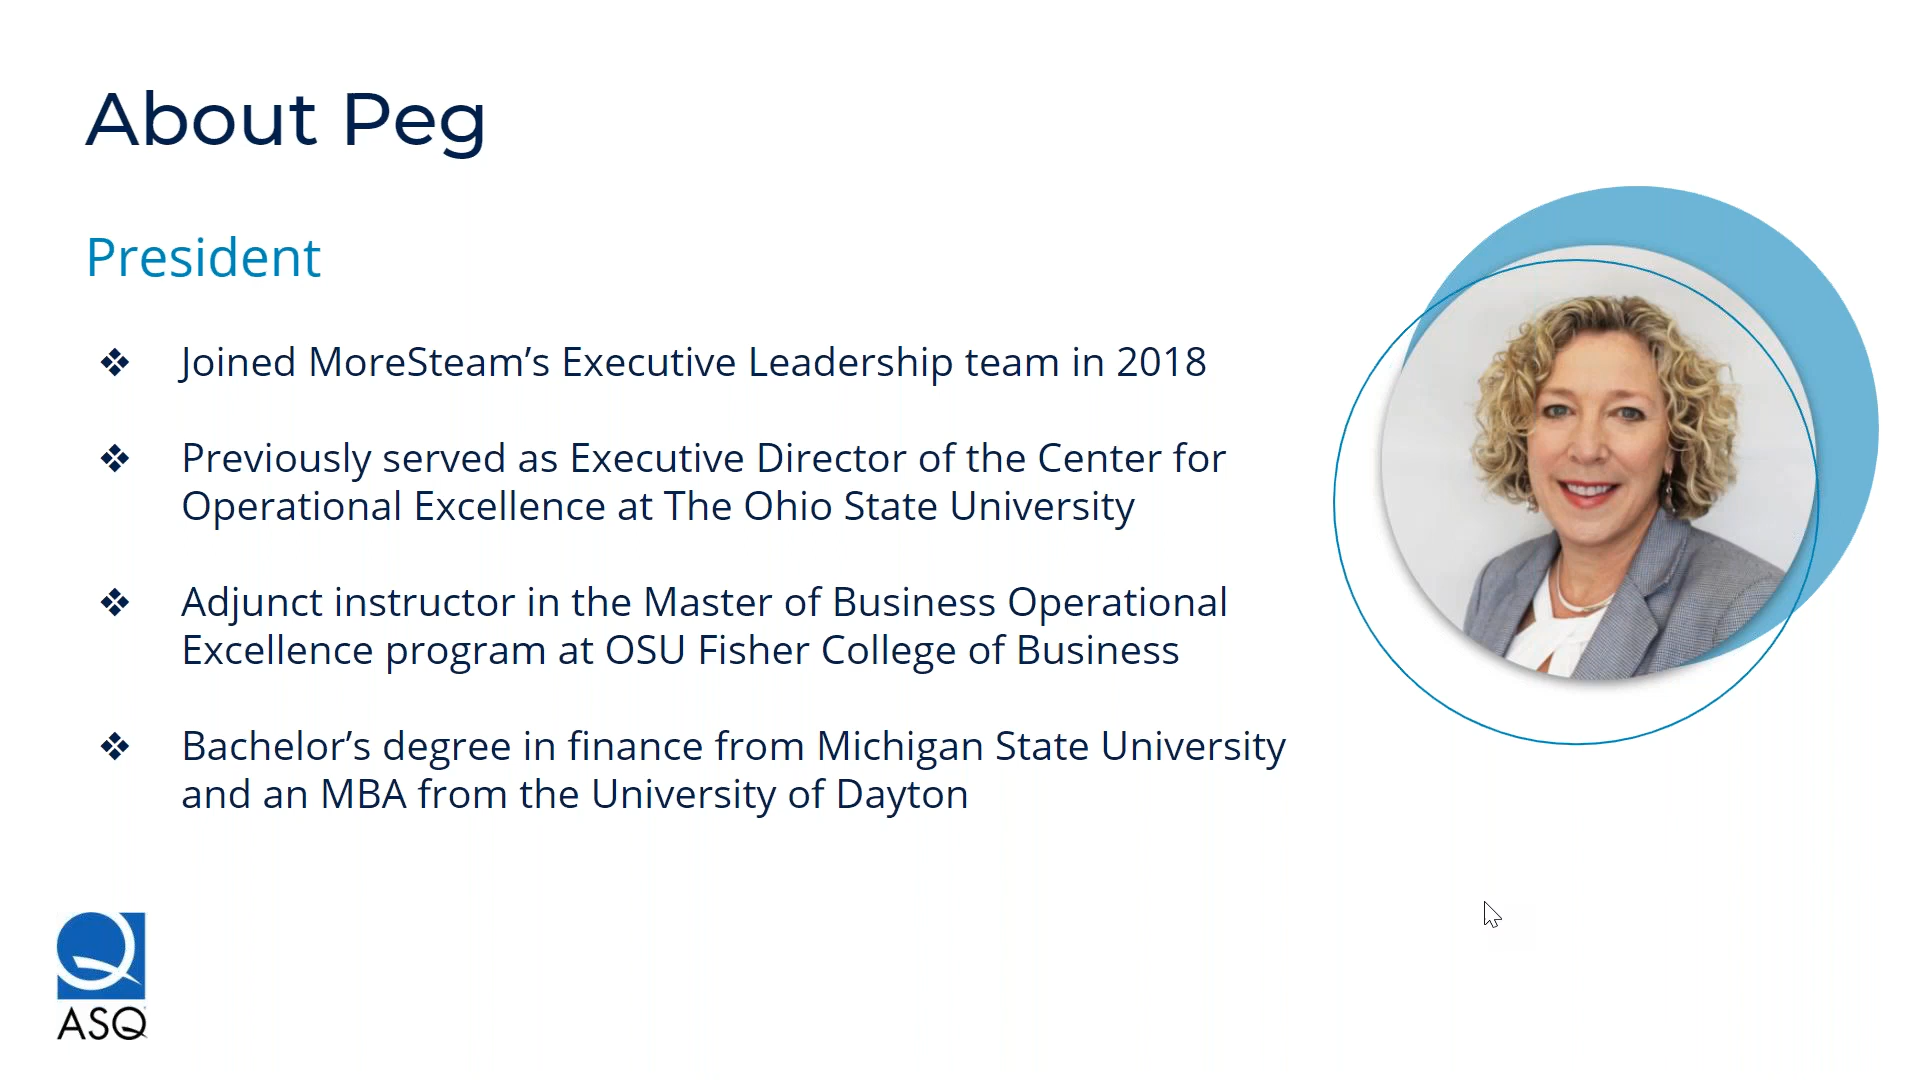 About Peg
President
❖ Joined MoreSteam’s Executive Leadership team in 2018
❖ Previously served as Executive Director of the Center for
Operational Excellence at The Ohio State University
❖ Adjunct instructor in the Master of Business Operational
Excellence program at OSU Fisher College of Business
❖ Bachelor’s degree in finance from Michigan State University
and an MBA from the University of Dayton
ASQ